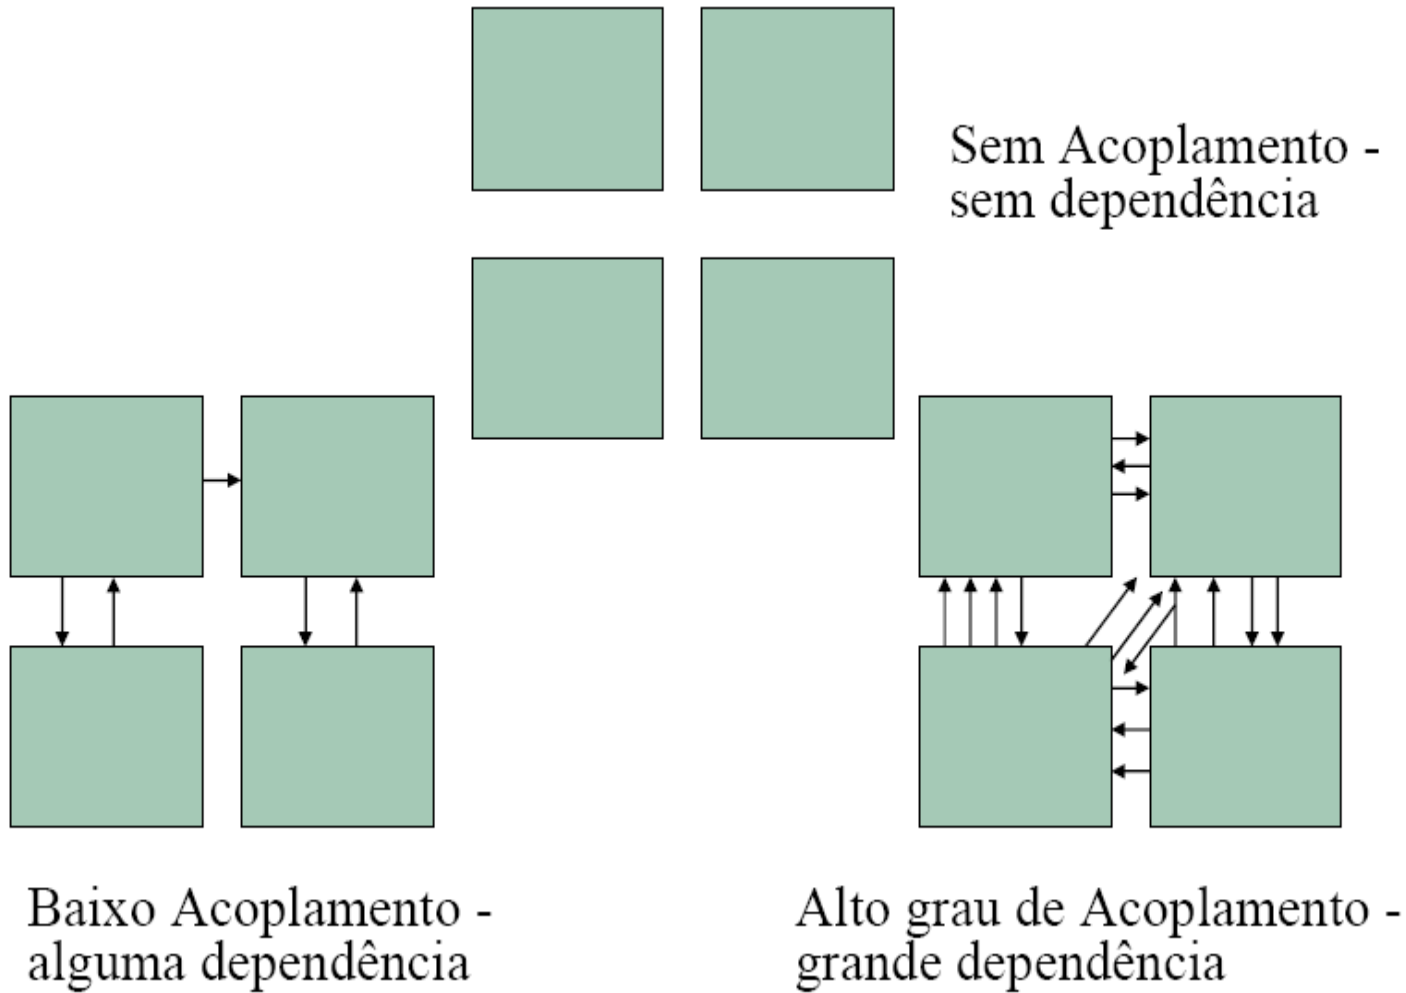 Sem Acoplamento -
sem dependência
Baixo Acoplamento -
alguma dependência
Alto grau de Acoplamento -
grande dependência